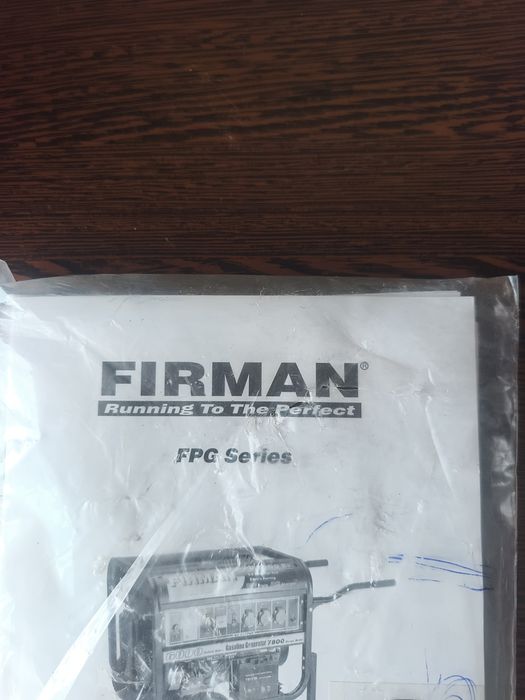 FIRMAN®
Running To The Perfect
FPG Series
FIRMAN
Gasoline Generator 7800